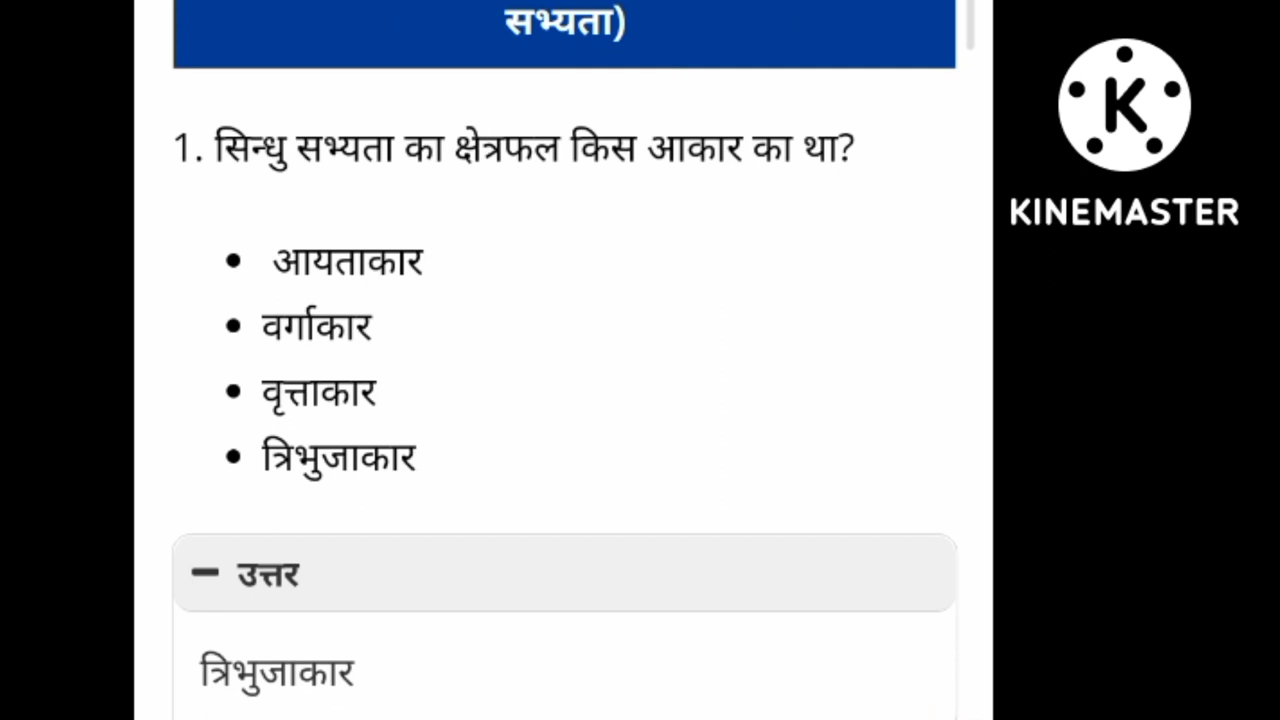 सभ्यता)
1. सिन्धु सभ्यता का क्षेत्रफल किस आकार का था?
• आयताकार
• वर्गाकार
• वृत्ताकार
• त्रिभुजाकार
− उत्तर
त्रिभुजाकार
K
KINEMASTER